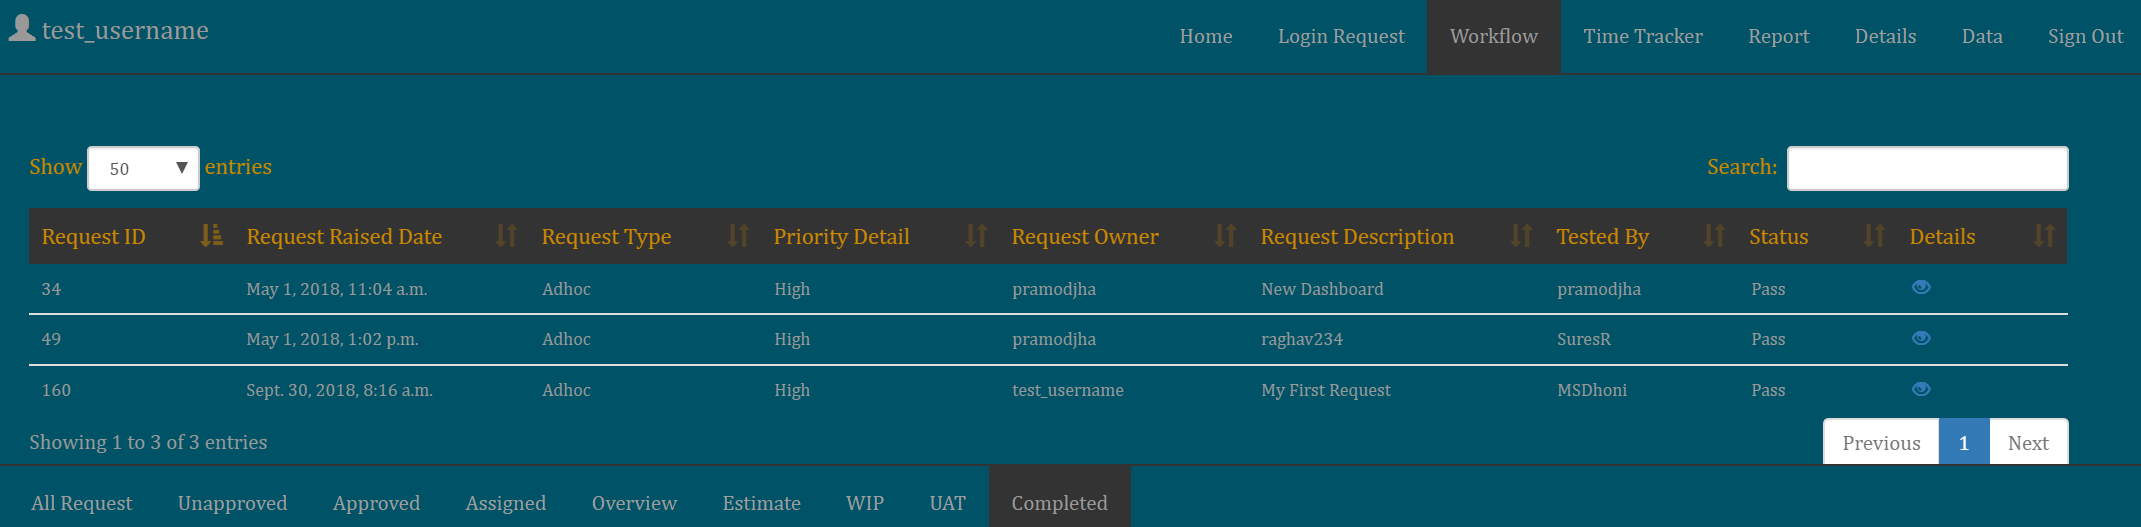 test_username
Home Login Request Workflow Time Tracker Report Details Data Sign Out
Show 50 entries Search:
Request ID Request Raised Date Request Type Priority Detail Request Owner Request Description Tested By Status Details
34 May 1, 2018, 11:04 a.m. Adhoc High pramodjha New Dashboard pramodjha Pass
49 May 1, 2018, 1:02 p.m. Adhoc High pramodjha raghav234 SuresR Pass
160 Sept. 30, 2018, 8:16 a.m. Adhoc High test_username My First Request MSDhoni Pass
Showing 1 to 3 of 3 entries Previous 1 Next
All Request Unapproved Approved Assigned Overview Estimate WIP UAT Completed